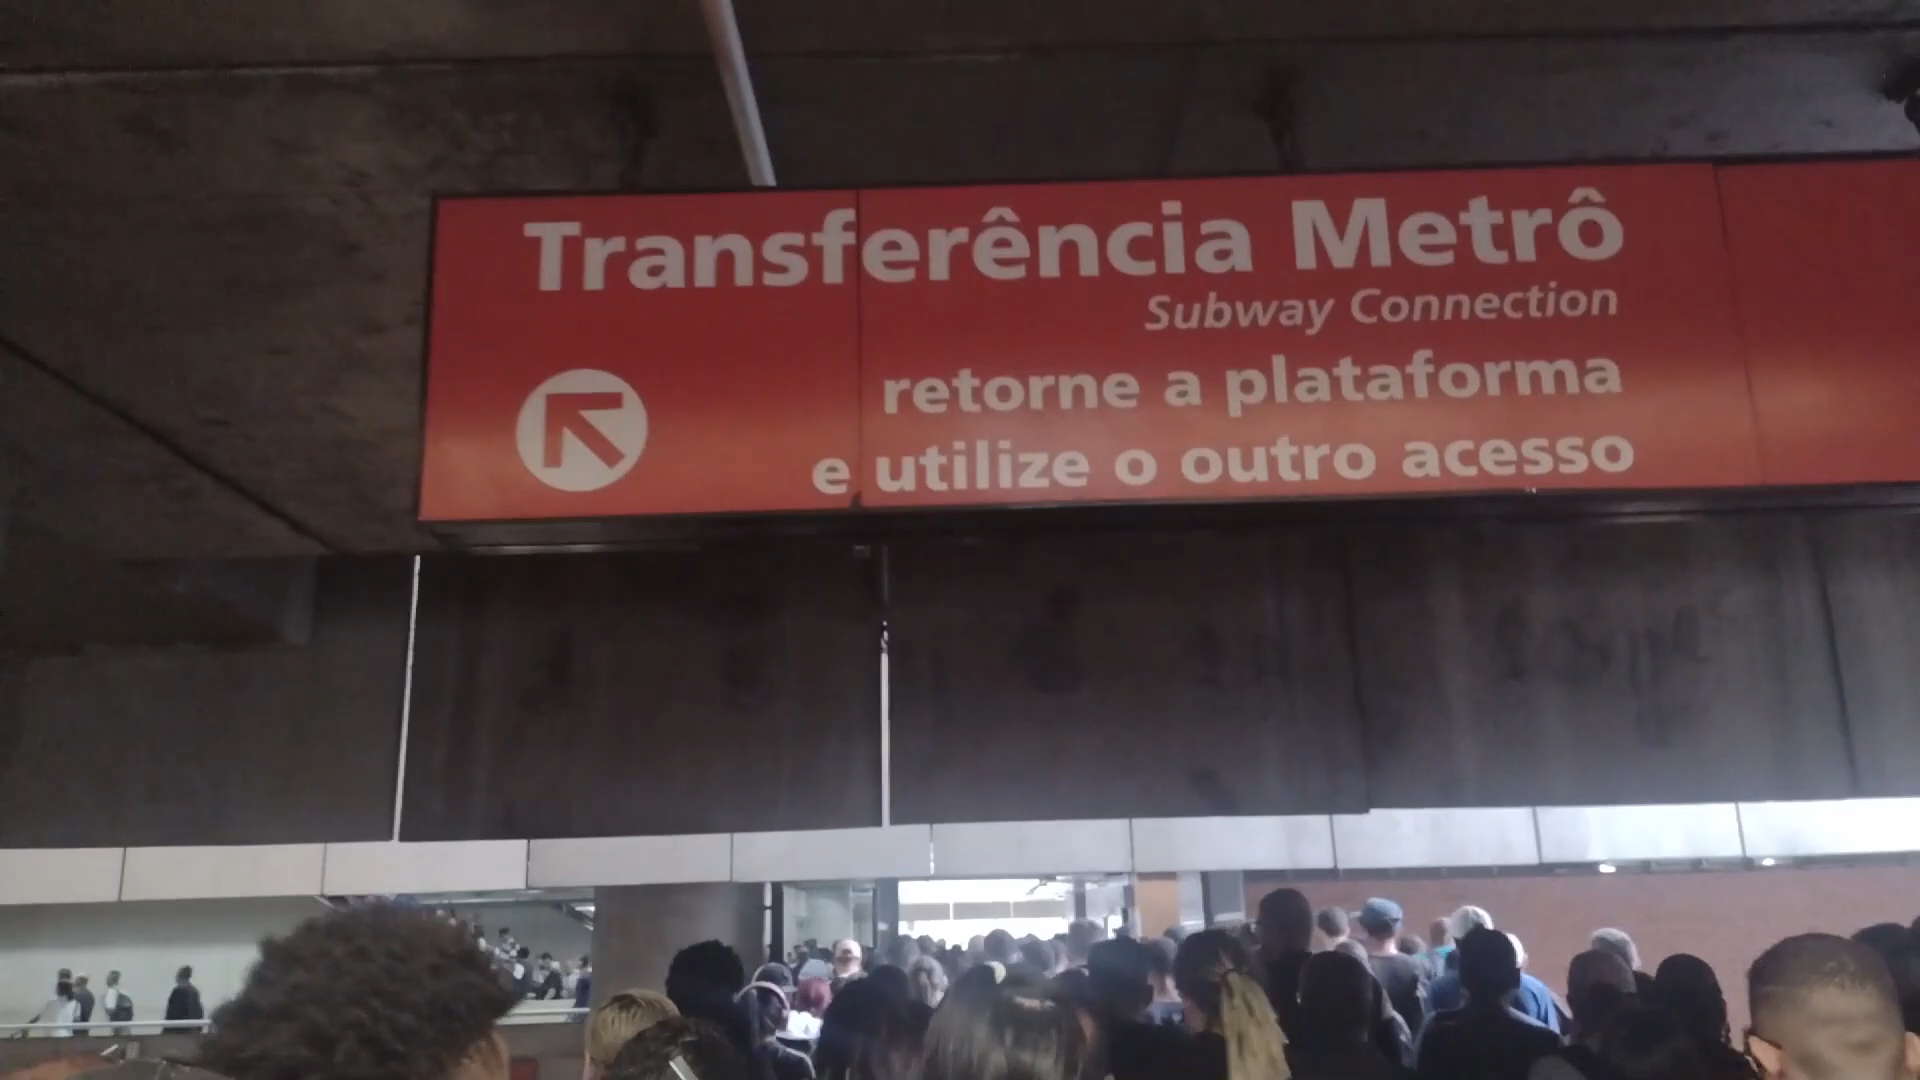 Transferência Metrô
Subway Connection
retorne a plataforma
e utilize o outro acesso